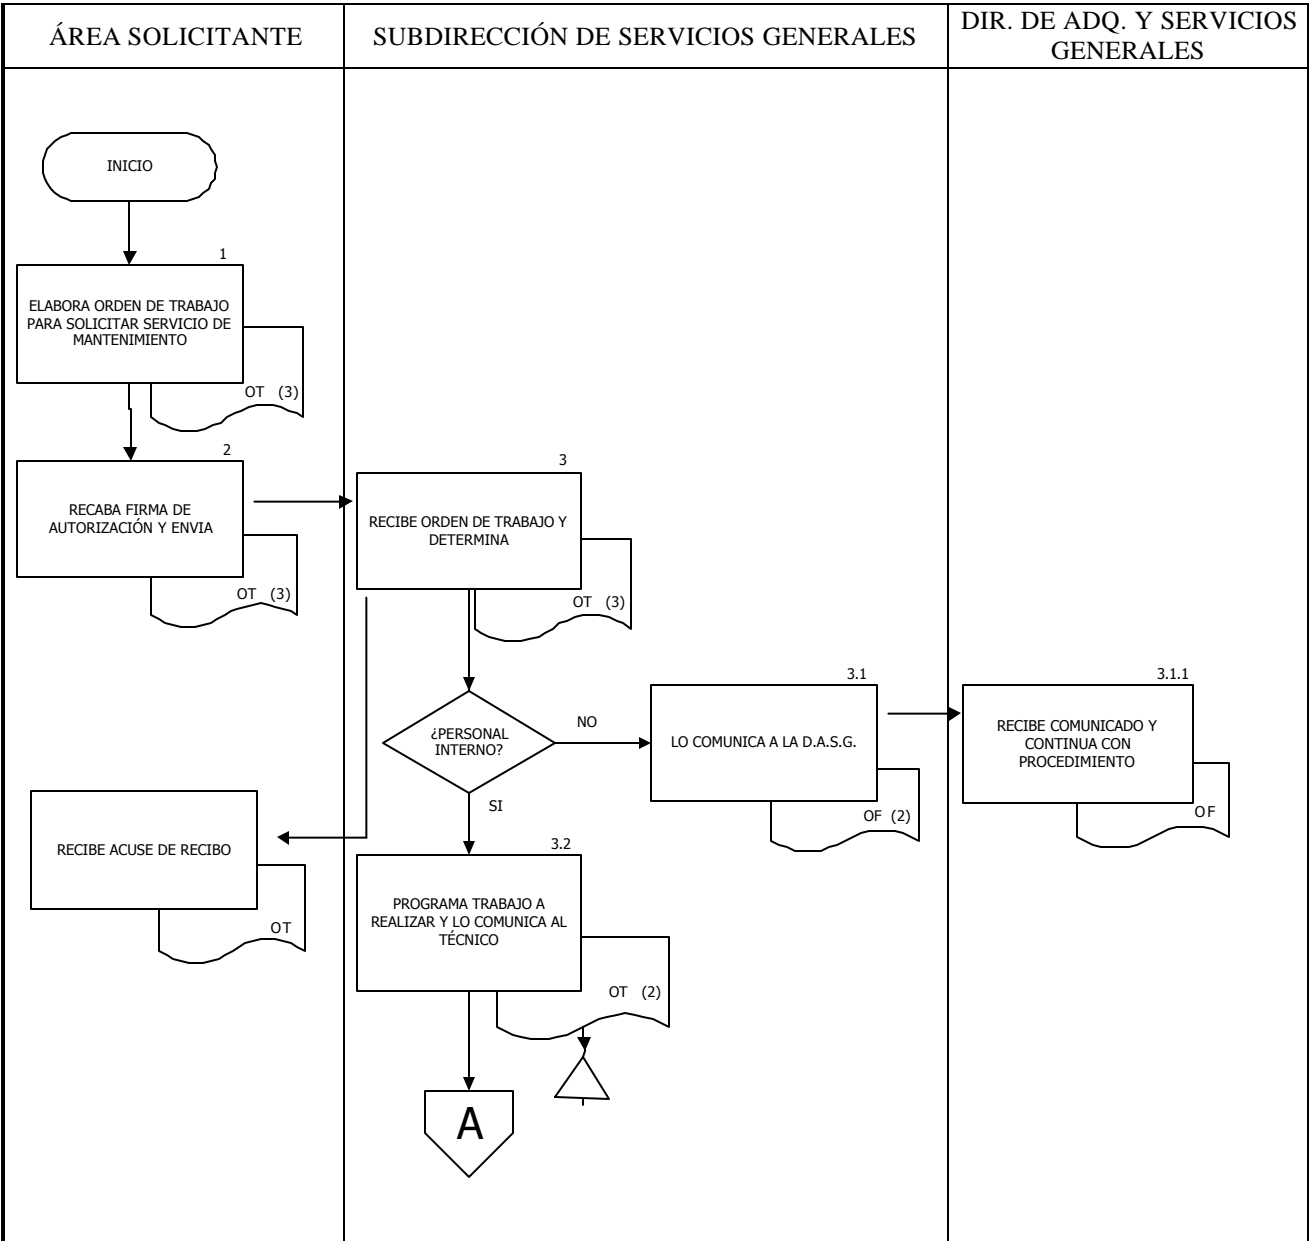 ÁREA SOLICITANTE
SUBDIRECCIÓN DE SERVICIOS GENERALES
DIR. DE ADQ. Y SERVICIOS
GENERALES
INICIO
1
ELABORA ORDEN DE TRABAJO
PARA SOLICITAR SERVICIO DE
MANTENIMIENTO
OT (3)
2
RECABA FIRMA DE
AUTORIZACIÓN Y ENVIA
OT (3)
3
RECIBE ORDEN DE TRABAJO Y
DETERMINA
OT (3)
¿PERSONAL
INTERNO?
NO
SI
3.1
LO COMUNICA A LA D.A.S.G.
OF (2)
3.1.1
RECIBE COMUNICADO Y
CONTINUA CON
PROCEDIMIENTO
OF
RECIBE ACUSE DE RECIBO
OT
3.2
PROGRAMA TRABAJO A
REALIZAR Y LO COMUNICA AL
TÉCNICO
OT (2)
A